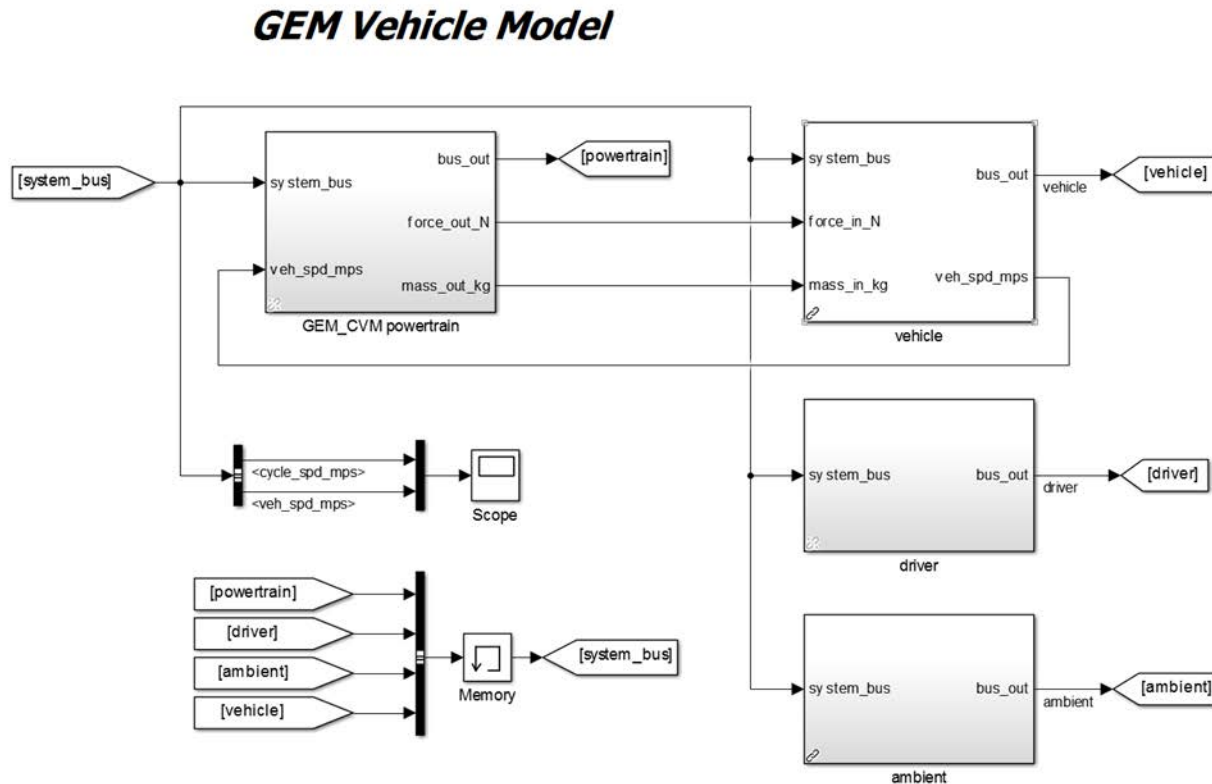 GEM Vehicle Model
[system_bus]
system_bus
veh_spd_mps
bus_out
force_out_N
mass_out_kg
GEM_CVM powertrain
[powertrain]
system_bus
force_in_N
mass_in_kg
bus_out
veh_spd_mps
vehicle
vehicle
[vehicle]
<cycle_spd_mps>
<veh_spd_mps>
Scope
system_bus
bus_out
driver
driver
[driver]
[powertrain]
[driver]
[ambient]
[vehicle]
Memory
[system_bus]
system_bus
bus_out
ambient
ambient
[ambient]